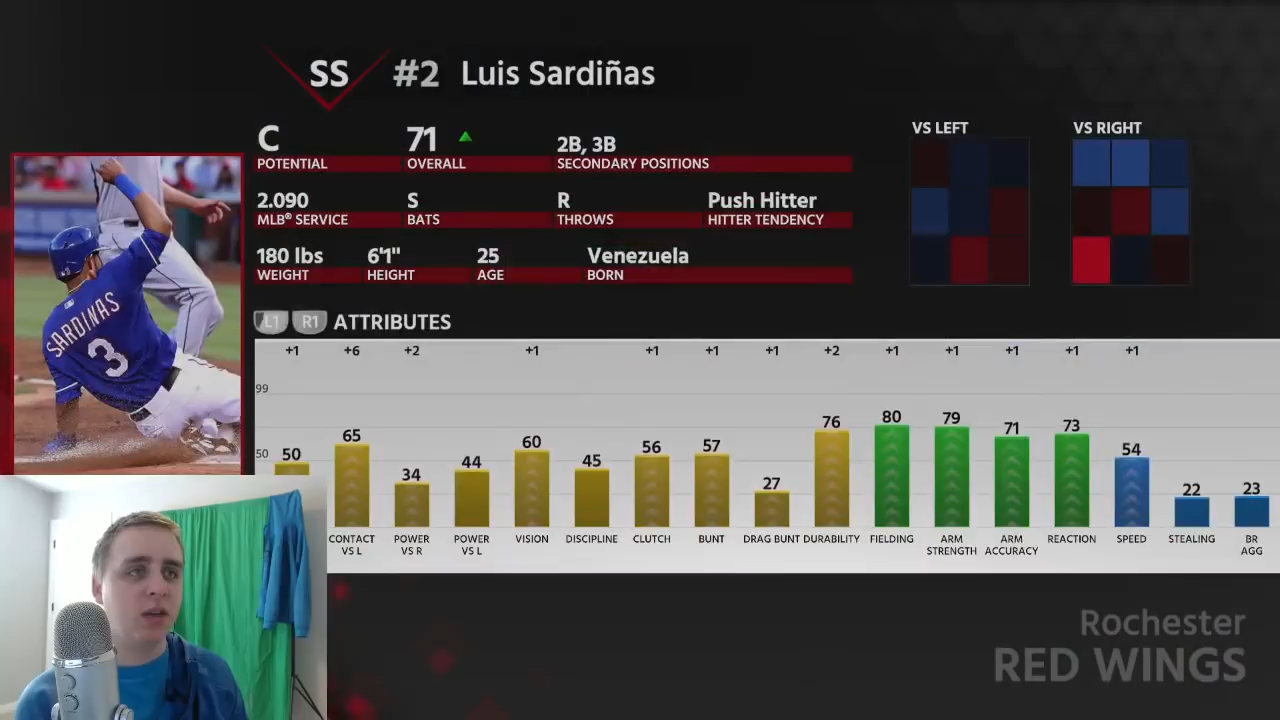 SS #2 Luis Sardiñas
C 71 2B, 3B
POTENTIAL OVERALL SECONDARY POSITIONS
2.090 S R Push Hitter
MLB® SERVICE BATS THROWS HITTER TENDENCY
180 lbs 6'1" 25 Venezuela
WEIGHT HEIGHT AGE BORN
VS LEFT VS RIGHT
SARDINAS
3
L1 R1 ATTRIBUTES
+1 +6 +2 +1 +1 +1 +1 +2 +1 +1 +1 +1 +1
99
50
50 65 34 44 60 45 56 57 27 76 80 79 71 73 54 22 23
CONTACT VS L POWER VS R POWER VS L VISION DISCIPLINE CLUTCH BUNT DRAG BUNT DURABILITY FIELDING ARM STRENGTH ARM ACCURACY REACTION SPEED STEALING BR AGG
Rochester
RED WINGS